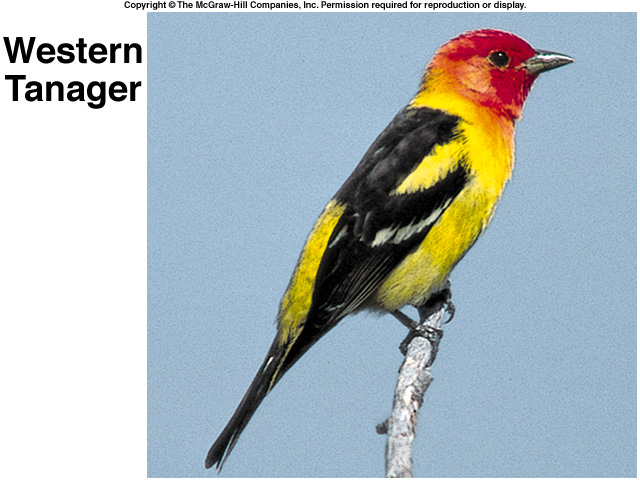 Copyright © The McGraw-Hill Companies, Inc. Permission required for reproduction or display.
Western
Tanager